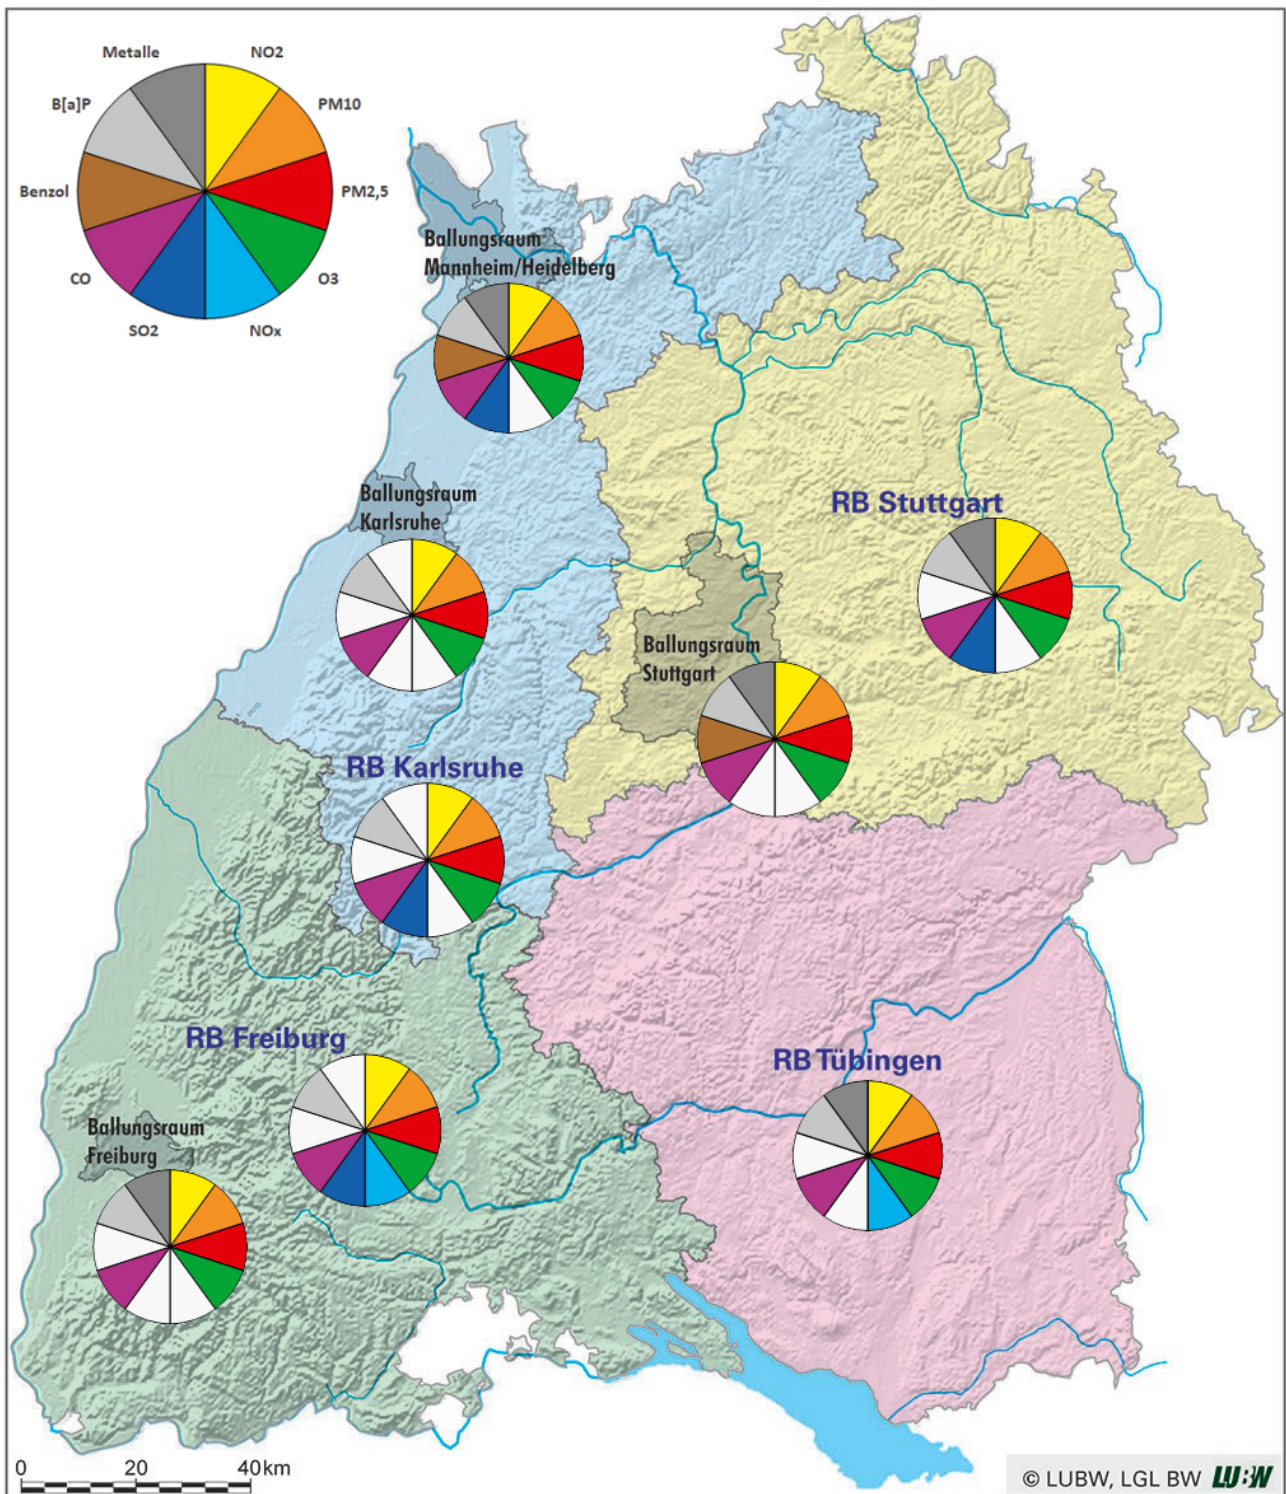 Metalle
NO2
B[a]P
PM10
Benzol
PM2,5
CO
O3
SO2
NOx
Ballungsraum
Mannheim/Heidelberg
Ballungsraum
Karlsruhe
RB Stuttgart
Ballungsraum
Stuttgart
RB Karlsruhe
RB Freiburg
RB Tübingen
Ballungsraum
Freiburg
0 20 40km
© LUBW, LGL BW LUBW